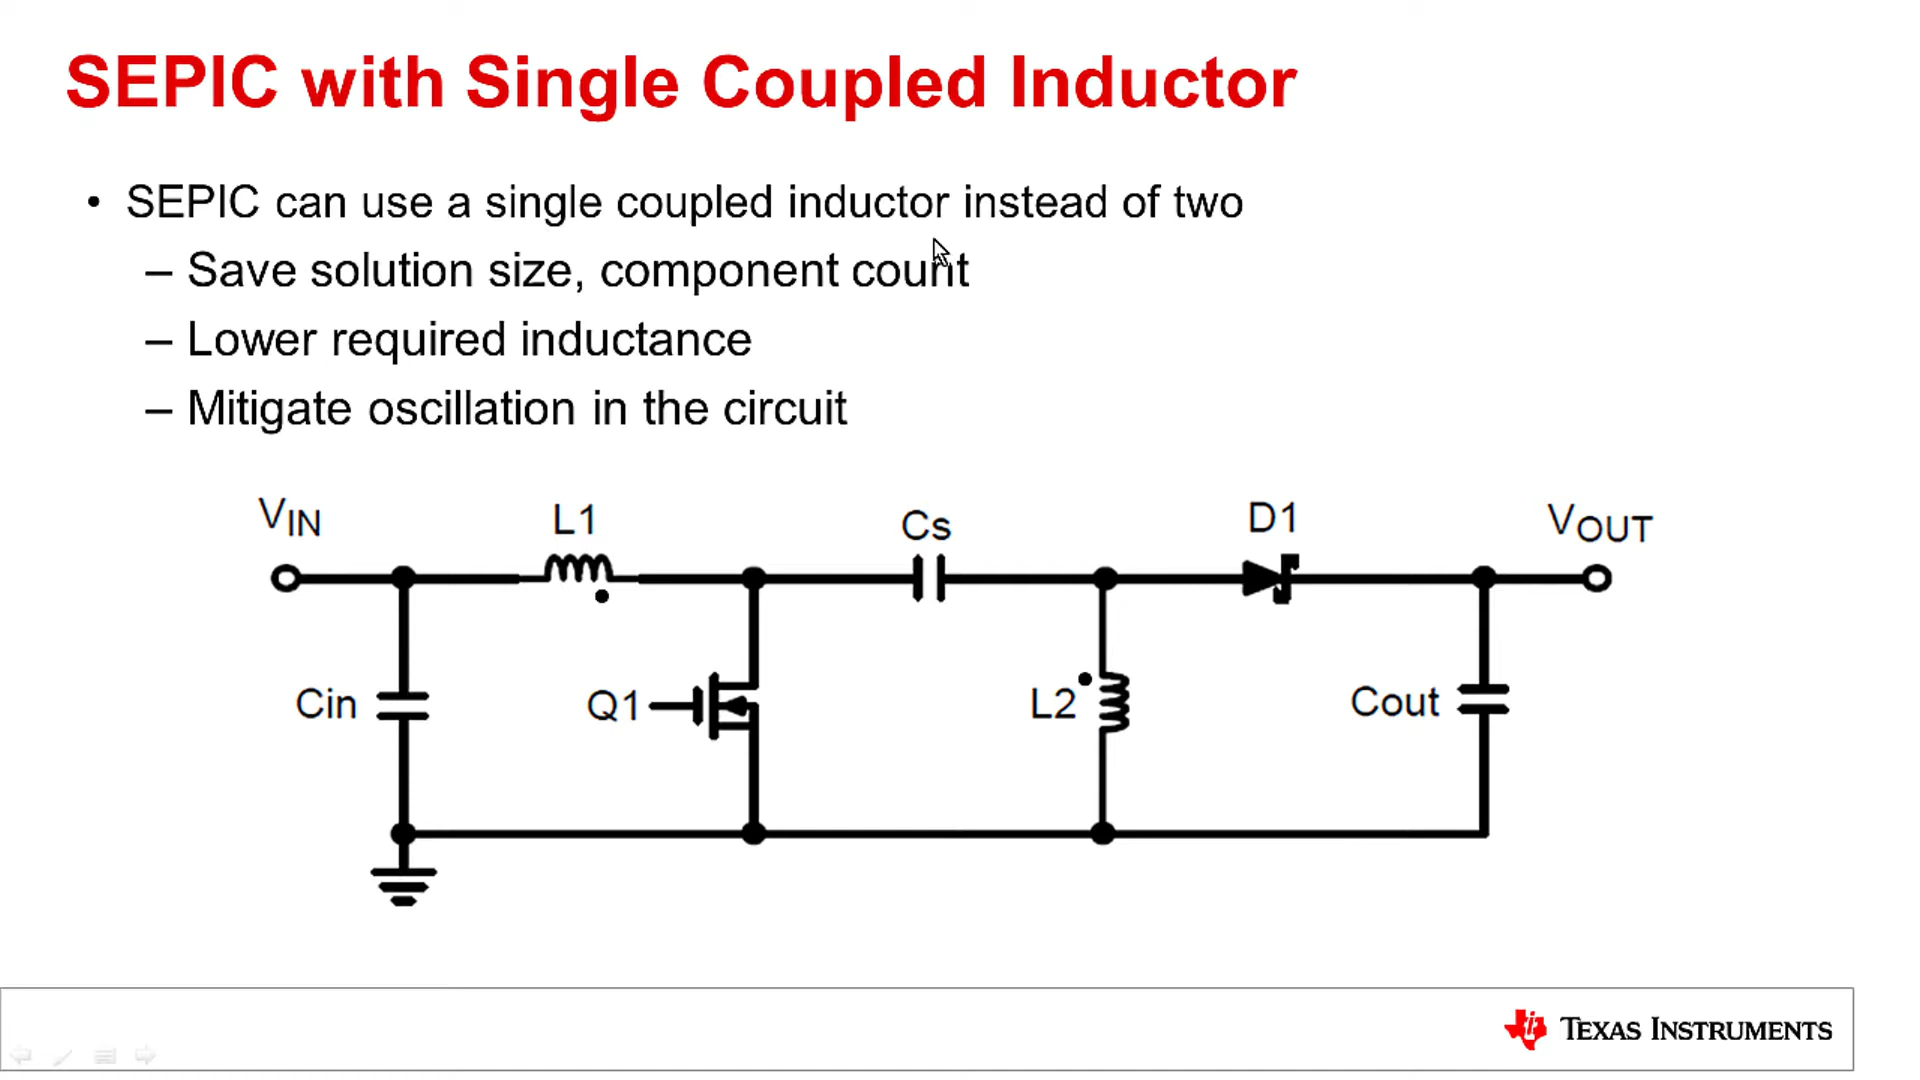 SEPIC with Single Coupled Inductor
• SEPIC can use a single coupled inductor instead of two
– Save solution size, component count
– Lower required inductance
– Mitigate oscillation in the circuit
VIN
L1
Cs
D1
VOUT
Cin
Q1
L2
Cout
TEXAS INSTRUMENTS